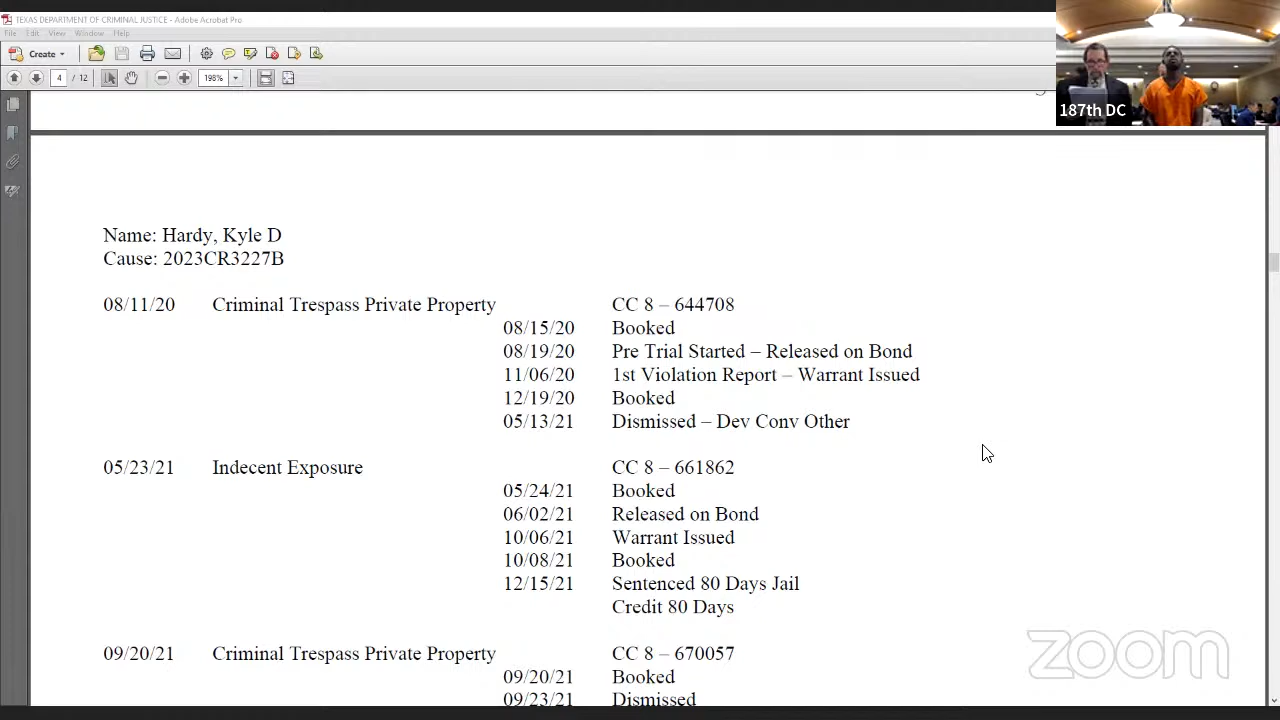 TEXAS DEPARTMENT OF CRIMINAL JUSTICE - Adobe Acrobat Pro
File Edit View Window Help
Create
4 / 12 198%
187th DC
Name: Hardy, Kyle D
Cause: 2023CR3227B
08/11/20 Criminal Trespass Private Property CC 8 – 644708
08/15/20 Booked
08/19/20 Pre Trial Started – Released on Bond
11/06/20 1st Violation Report – Warrant Issued
12/19/20 Booked
05/13/21 Dismissed – Dev Conv Other
05/23/21 Indecent Exposure CC 8 – 661862
05/24/21 Booked
06/02/21 Released on Bond
10/06/21 Warrant Issued
10/08/21 Booked
12/15/21 Sentenced 80 Days Jail
Credit 80 Days
09/20/21 Criminal Trespass Private Property CC 8 – 670057
09/20/21 Booked
09/23/21 Dismissed
zoom